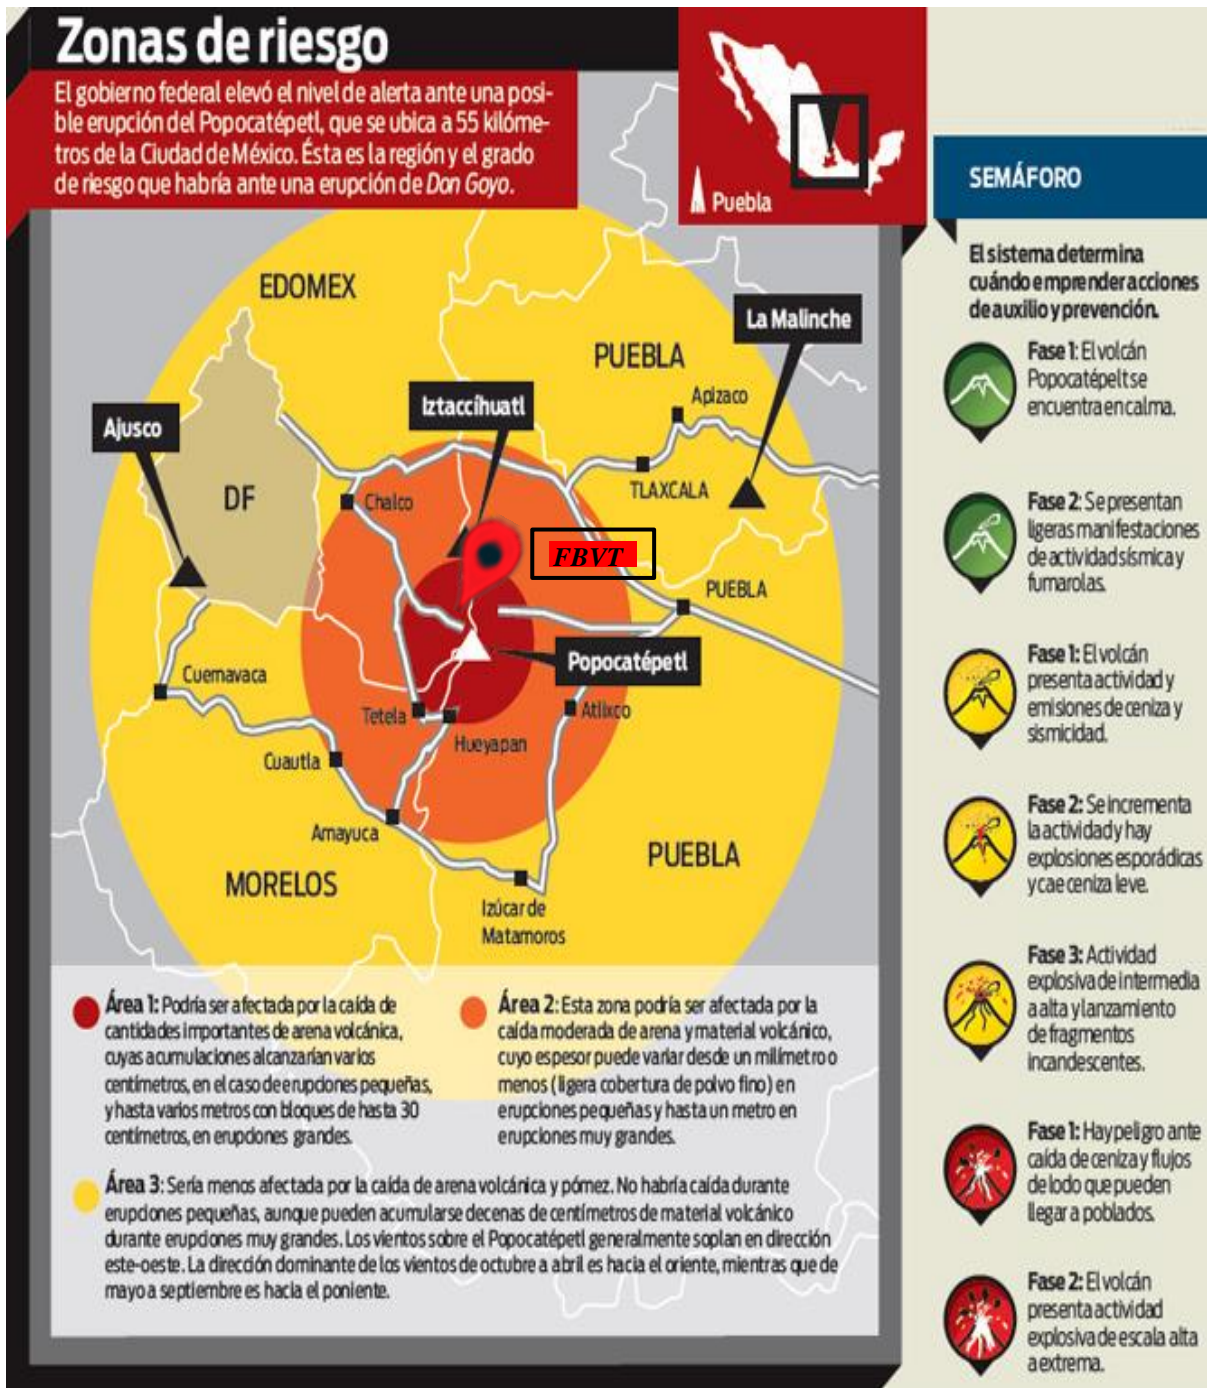 Zonas de riesgo
El gobierno federal elevó el nivel de alerta ante una posi-
ble erupción del Popocatépetl, que se ubica a 55 kilóme-
tros de la Ciudad de México. Ésta es la región y el grado
de riesgo que habría ante una erupción de Don Goyo.
Puebla
EDOMEX
La Malinche
PUEBLA
Apizaco
Iztaccíhuatl
Ajusco
DF
Chalco
TLAXCALA
FBVT
PUEBLA
Popocatépetl
Cuernavaca
Tetela
Atlixco
Hueyapan
Cuautla
Amayuca
PUEBLA
MORELOS
Izúcar de
Matamoros
Área 1: Podría ser afectada por la caída de
cantidades importantes de arena volcánica,
cuyas acumulaciones alcanzarían varios
centímetros, en el caso de erupciones pequeñas,
y hasta varios metros con bloques de hasta 30
centímetros, en erupciones grandes.
Área 2: Esta zona podría ser afectada por la
caída moderada de arena y material volcánico,
cuyo espesor puede variar desde un milímetro o
menos (ligera cobertura de polvo fino) en
erupciones pequeñas y hasta un metro en
erupciones muy grandes.
Área 3: Sería menos afectada por la caída de arena volcánica y pómez. No habría caída durante
erupciones pequeñas, aunque pueden acumularse decenas de centímetros de material volcánico
durante erupciones muy grandes. Los vientos sobre el Popocatépetl generalmente soplan en dirección
este-oeste. La dirección dominante de los vientos de octubre a abril es hacia el oriente, mientras que de
mayo a septiembre es hacia el poniente.
SEMÁFORO
El sistema determina
cuándo emprender acciones
de auxilio y prevención.
Fase 1: El volcán
Popocatépelt se
encuentra en calma.
Fase 2: Se presentan
ligeras manifestaciones
de actividad sísmica y
fumarolas.
Fase 1: El volcán
presenta actividad y
emisiones de ceniza y
sismicidad.
Fase 2: Se incrementa
la actividad y hay
explosiones esporádicas
y cae ceniza leve.
Fase 3: Actividad
explosiva de intermedia
a alta y lanzamiento
de fragmentos
incandescentes.
Fase 1: Hay peligro ante
caída de ceniza y flujos
de lodo que pueden
llegar a poblados.
Fase 2: El volcán
presenta actividad
explosiva de escala alta
a extrema.